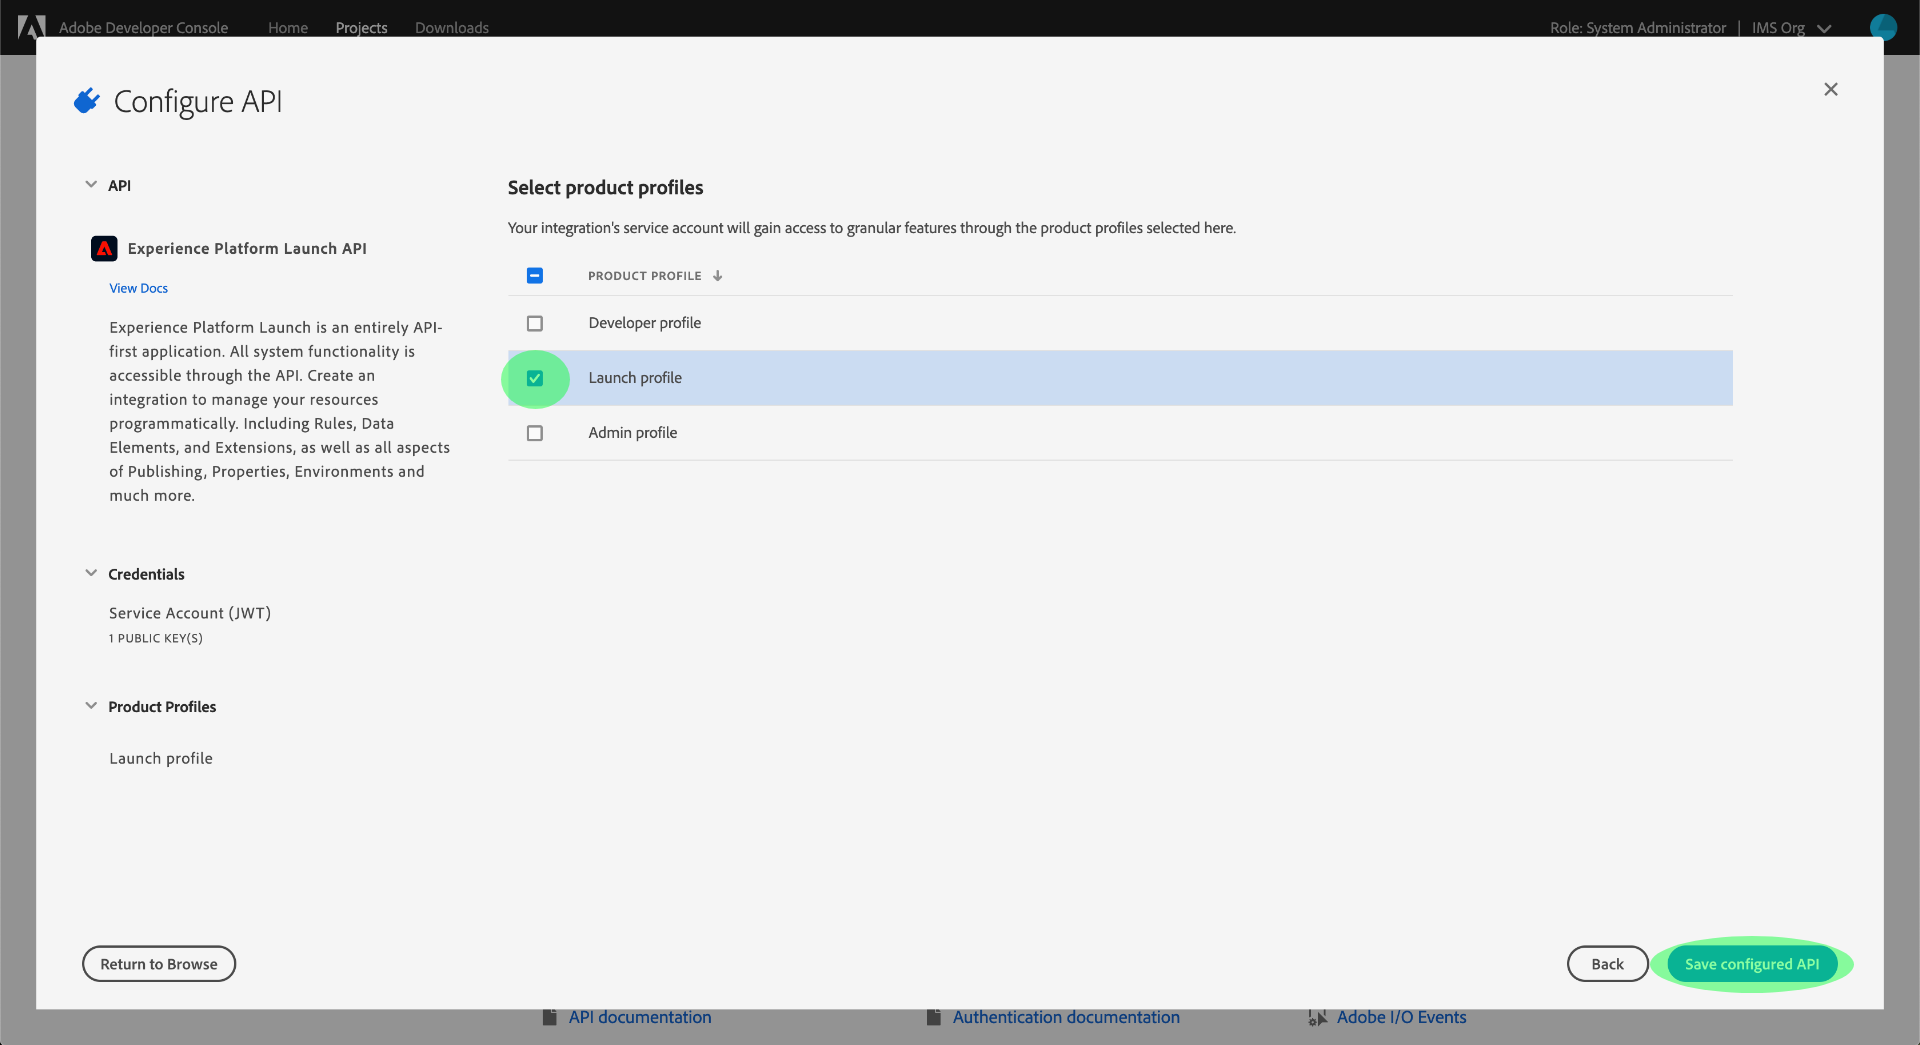 Adobe Developer Console
Home
Projects
Downloads
Role: System Administrator
IMS Org
Configure API
API
Experience Platform Launch API
View Docs
Experience Platform Launch is an entirely API-
first application. All system functionality is
accessible through the API. Create an
integration to manage your resources
programmatically. Including Rules, Data
Elements, and Extensions, as well as all aspects
of Publishing, Properties, Environments and
much more.
Credentials
Service Account (JWT)
1 PUBLIC KEY(S)
Product Profiles
Launch profile
Select product profiles
Your integration's service account will gain access to granular features through the product profiles selected here.
PRODUCT PROFILE
Developer profile
Launch profile
Admin profile
Return to Browse
Back
Save configured API
API documentation
Authentication documentation
Adobe I/O Events